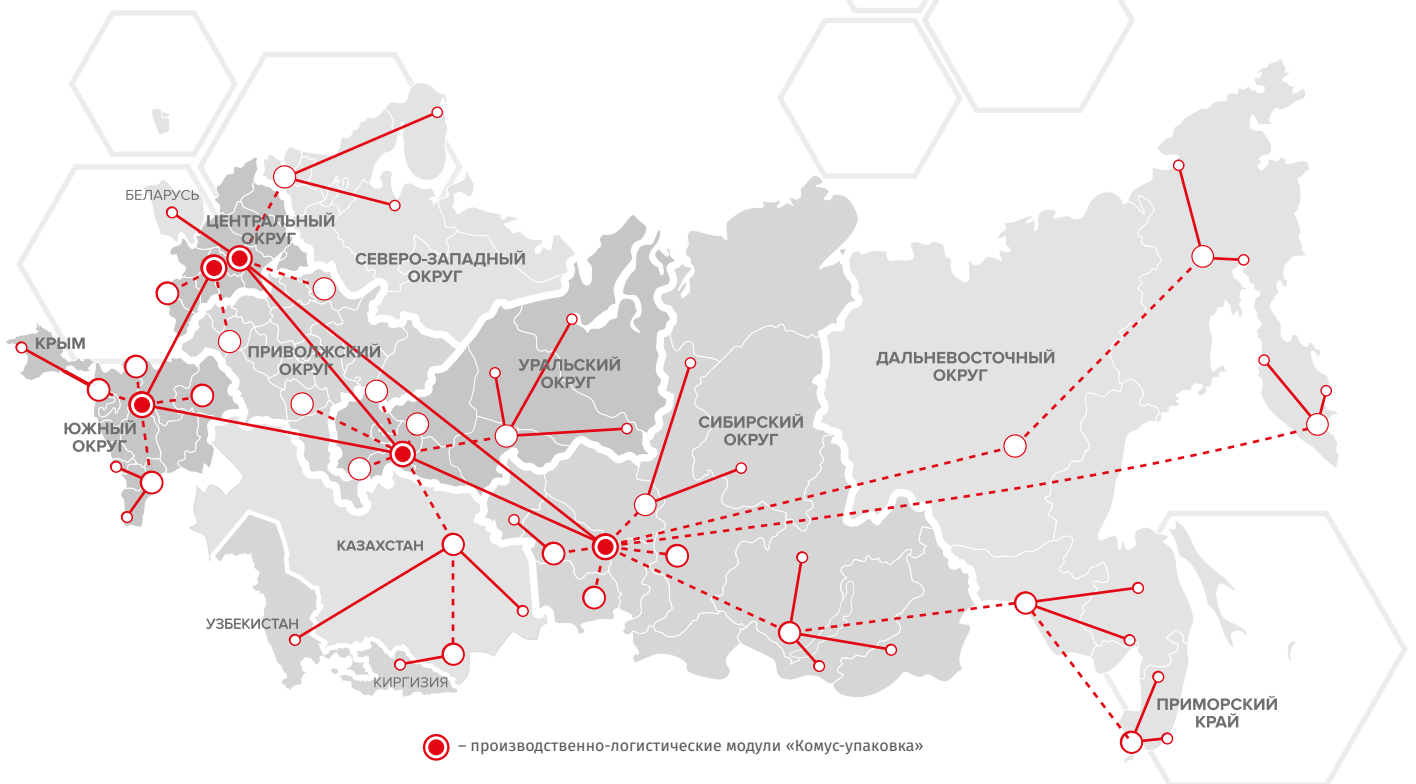 БЕЛАРУСЬ
ЦЕНТРАЛЬНЫЙ
ОКРУГ
СЕВЕРО-ЗАПАДНЫЙ
ОКРУГ
КРЫМ
ПРИВОЛЖСКИЙ
ОКРУГ
УРАЛЬСКИЙ
ОКРУГ
ДАЛЬНЕВОСТОЧНЫЙ
ОКРУГ
ЮЖНЫЙ
ОКРУГ
СИБИРСКИЙ
ОКРУГ
КАЗАХСТАН
УЗБЕКИСТАН
КИРГИЗИЯ
ПРИМОРСКИЙ
КРАЙ
– производственно-логистические модули «Комус-упаковка»